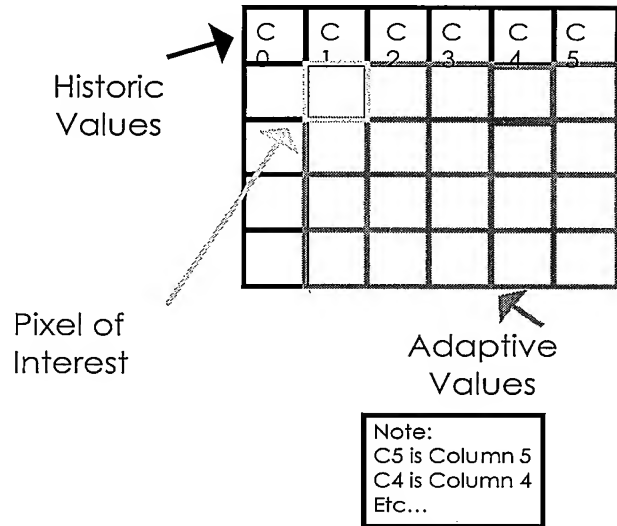 C C C C C C
0 1 2 3 4 5
Historic
Values
Pixel of
Interest
Adaptive
Values
Note:
C5 is Column 5
C4 is Column 4
Etc...